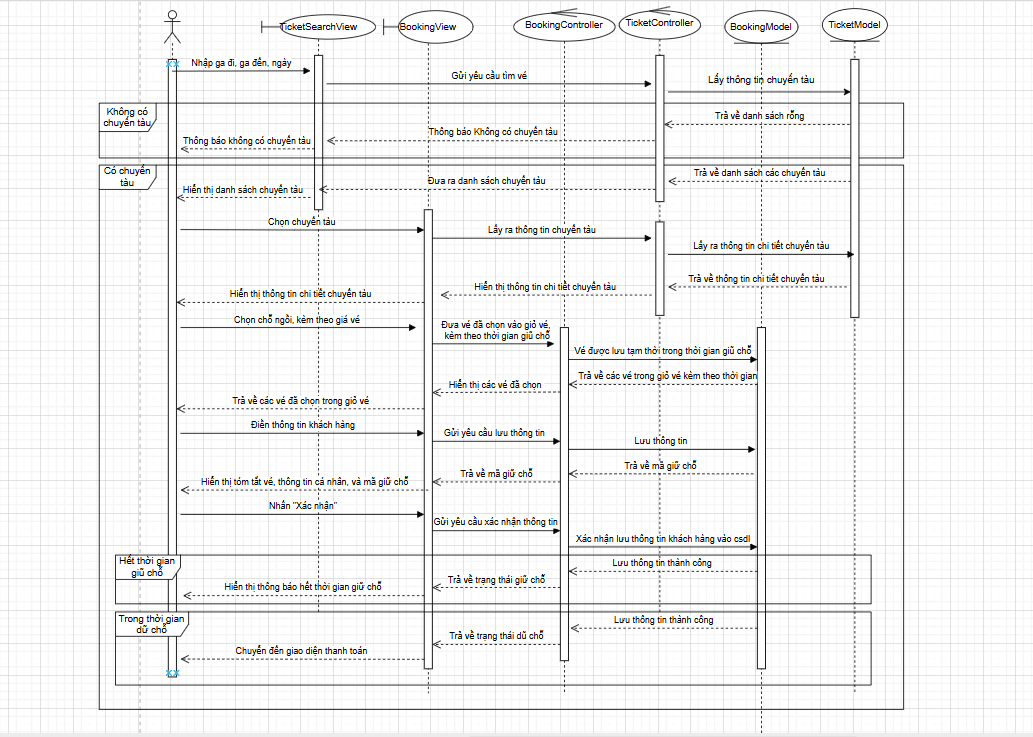 TicketSearchView
BookingView
BookingController
TicketController
BookingModel
TicketModel
Nhập ga đi, ga đến, ngày
Gửi yêu cầu tìm vé
Lấy thông tin chuyến tàu
Không có
chuyến tàu
Trả về danh sách rỗng
Thông báo Không có chuyến tàu
Thông báo không có chuyến tàu
Có chuyến
tàu
Trả về danh sách các chuyến tàu
Đưa ra danh sách chuyến tàu
Hiển thị danh sách chuyến tàu
Chọn chuyến tàu
Lấy ra thông tin chuyến tàu
Lấy ra thông tin chi tiết chuyến tàu
Trả về thông tin chi tiết chuyến tàu
Hiển thị thông tin chi tiết chuyến tàu
Hiển thị thông tin chi tiết chuyến tàu
Chọn chỗ ngồi, kèm theo giá vé
Đưa vé đã chọn vào giỏ vé,
kèm theo thời gian giữ chỗ
Vé được lưu tạm thời trong thời gian giữ chỗ
Trả về các vé trong giỏ vé kèm theo thời gian
Hiển thị các vé đã chọn
Trả về các vé đã chọn trong giỏ vé
Điền thông tin khách hàng
Gửi yêu cầu lưu thông tin
Lưu thông tin
Trả về mã giữ chỗ
Trả về mã giữ chỗ
Hiển thị tóm tắt vé, thông tin cá nhân, và mã giữ chỗ
Nhấn "Xác nhận"
Gửi yêu cầu xác nhận thông tin
Xác nhận lưu thông tin khách hàng vào csdl
Hết thời gian
giữ chỗ
Lưu thông tin thành công
Trả về trạng thái giữ chỗ
Hiển thị thông báo hết thời gian giữ chỗ
Trong thời gian
dữ chỗ
Lưu thông tin thành công
Trả về trạng thái dữ chỗ
Chuyển đến giao diện thanh toán